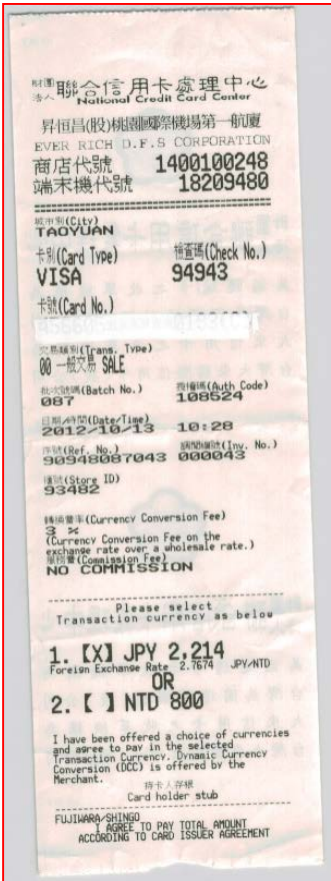 財團法人 聯合信用卡處理中心
National Credit Card Center
昇恒昌(股)桃園國際機場第一航廈
EVER RICH D.F.S CORPORATION
商店代號 1400100248
端末機代號 18209480
城市別(City)
TAOYUAN
卡別(Card Type) 檢查碼(Check No.)
VISA 94943
卡號(Card No.)
交易類別(Trans. Type)
00 一般交易 SALE
批次號碼(Batch No.) 授權碼(Auth Code)
087 108524
日期/時間(Date/Time)
2012/10/13 10:28
序號(Ref. No.) (Inv. No.)
90948087043 000043
櫃號(Store ID)
93482
轉換費率(Currency Conversion Fee)
3 %
(Currency Conversion Fee on the
exchange rate over a wholesale rate.)
服務費(Commission Fee)
NO COMMISSION
Please select
Transaction currency as below
1. 【X】 JPY 2,214
Foreign Exchange Rate 2.7674 JPY/NTD
OR
2. 【 】 NTD 800
I have been offered a choice of currencies
and agree to pay in the selected
Transaction Currency. Dynamic Currency
Conversion (DCC) is offered by the
Merchant.
持卡人存根
Card holder stub
FUJIWARA/SHINGO
I AGREE TO PAY TOTAL AMOUNT
ACCORDING TO CARD ISSUER AGREEMENT